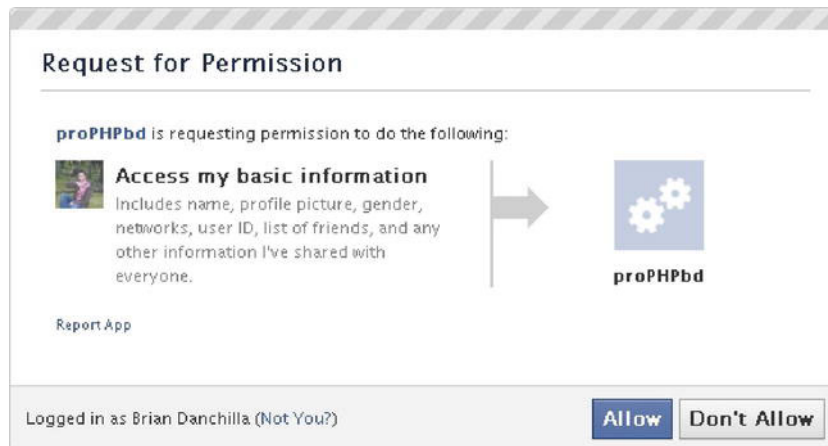 Request for Permission
proPHPbd is requesting permission to do the following:
Access my basic information
Includes name, profile picture, gender,
networks, user ID, list of friends, and any
other information I've shared with
everyone.
proPHPbd
Report App
Logged in as Brian Danchilla (Not You?)
Allow
Don't Allow